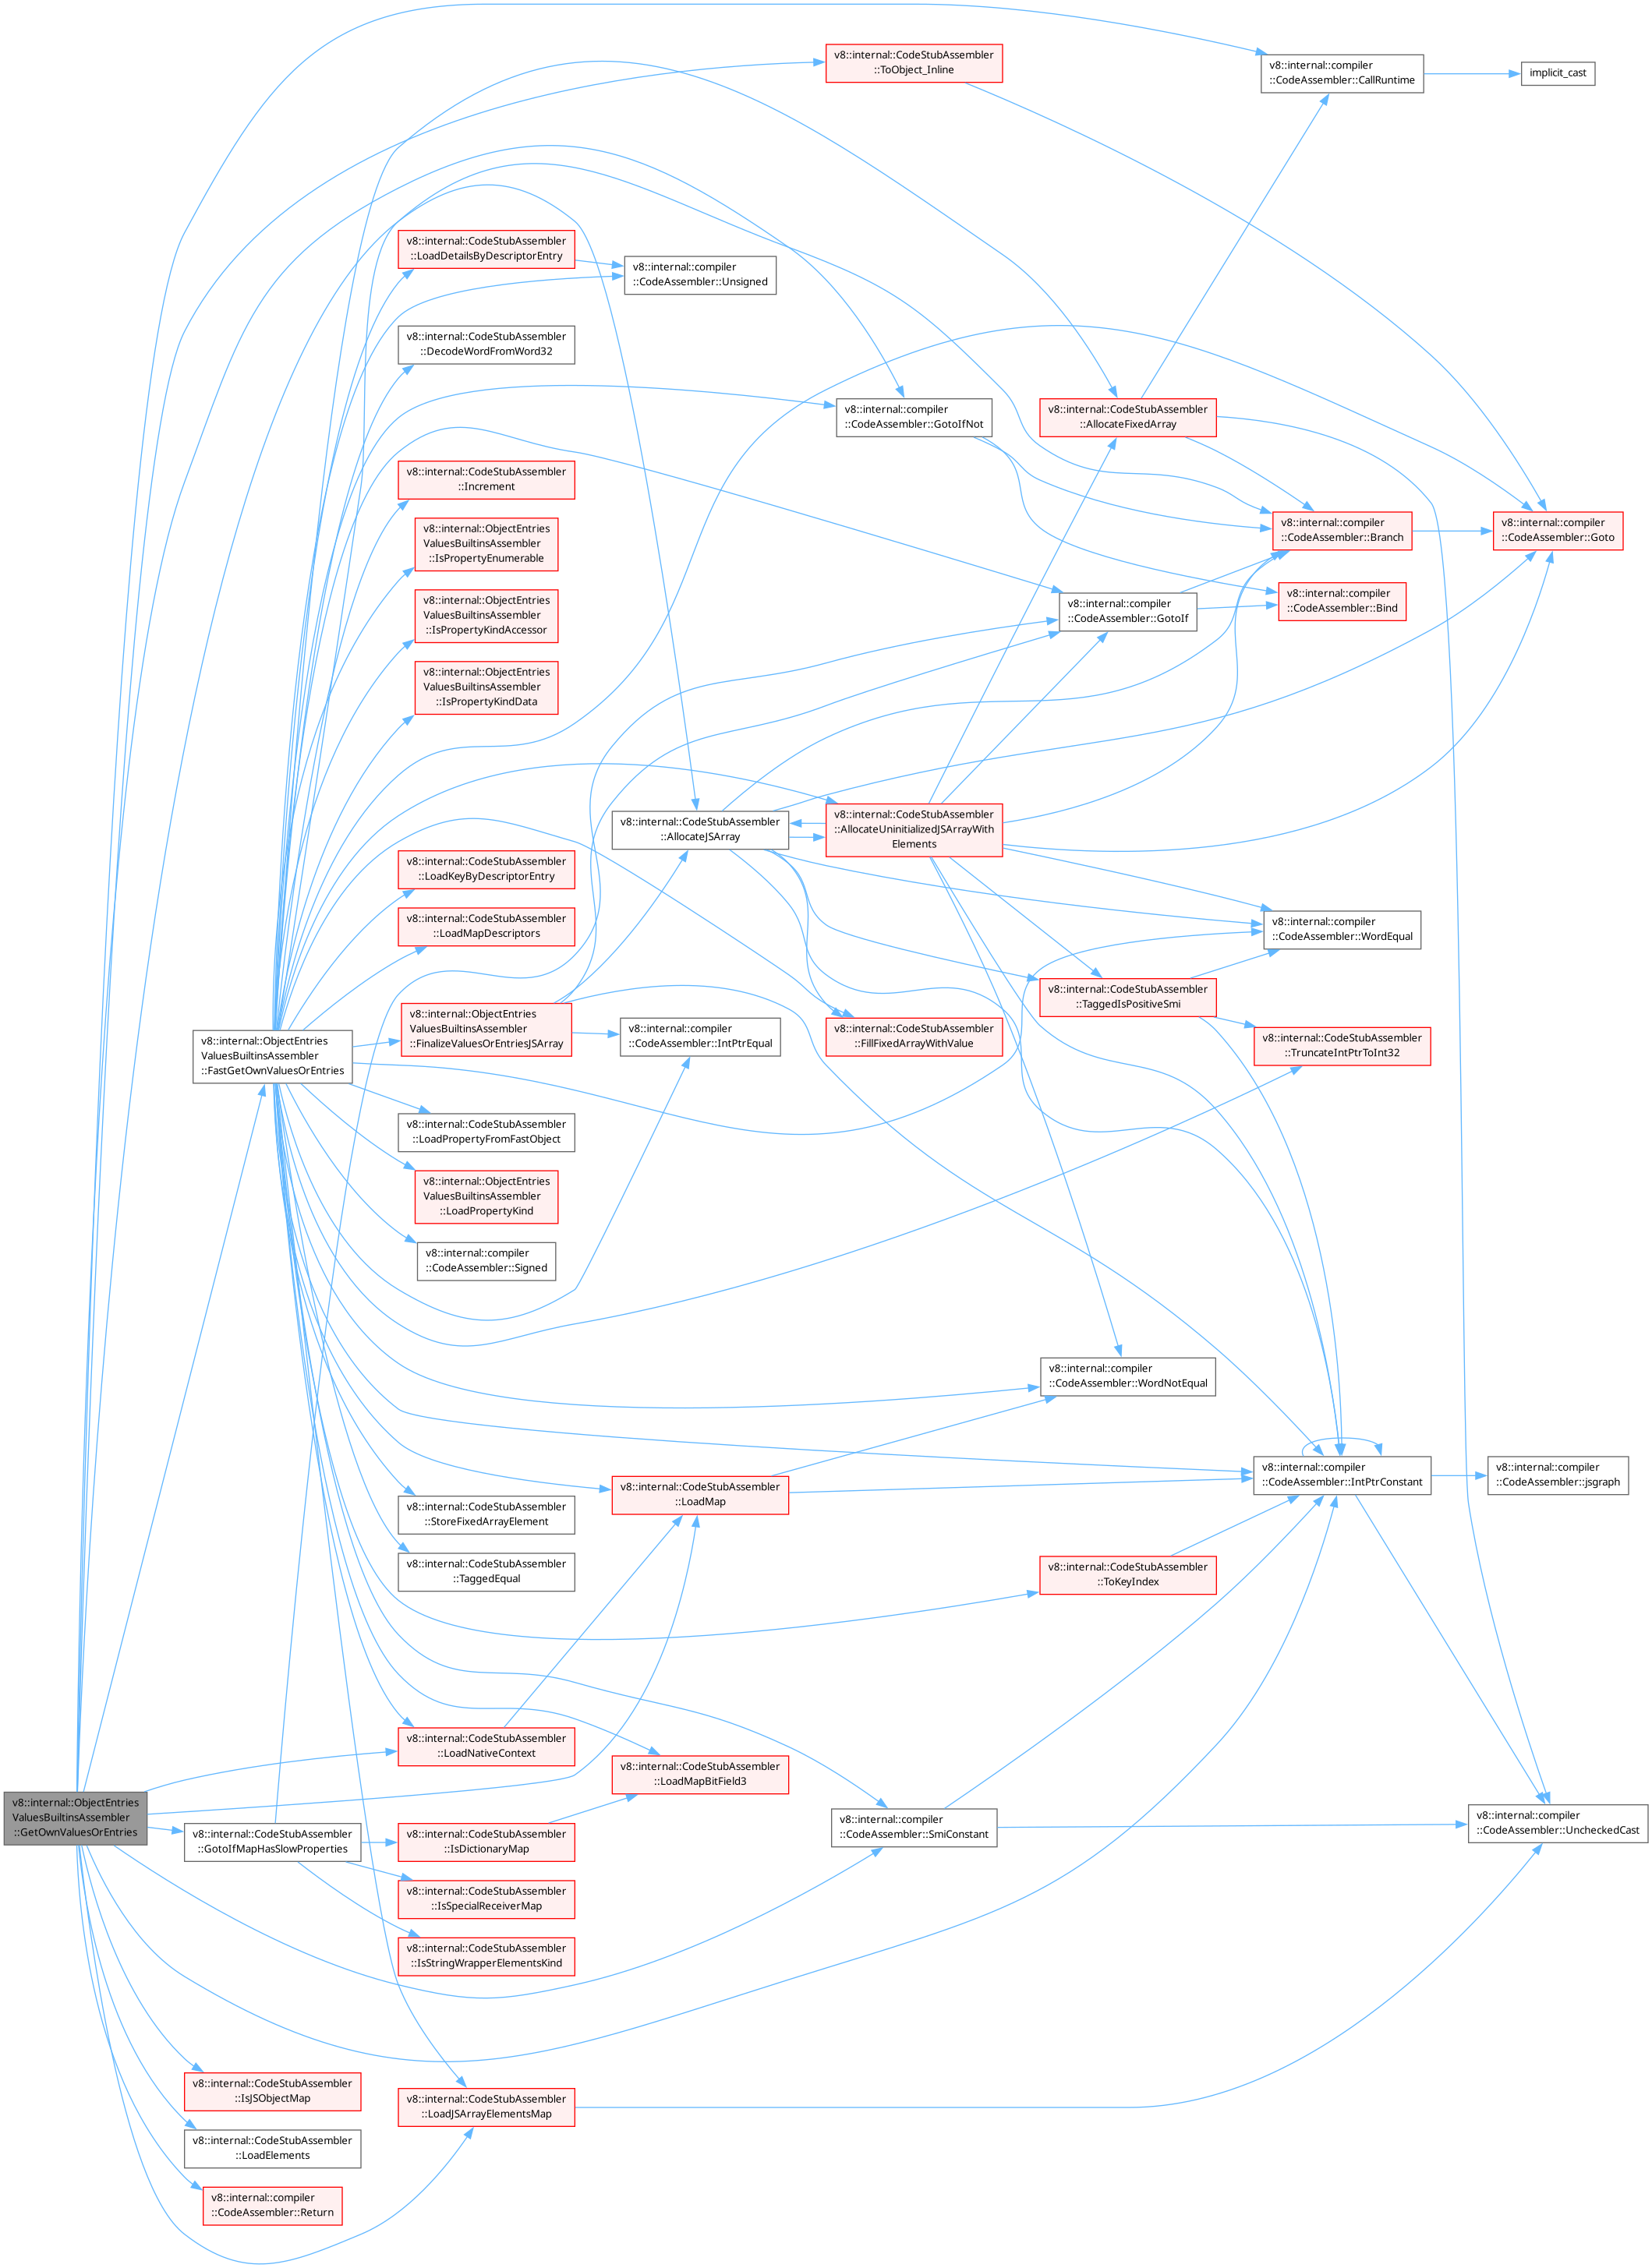 v8::internal::CodeStubAssembler
::ToObject_Inline
v8::internal::compiler
::CodeAssembler::CallRuntime
implicit_cast
v8::internal::CodeStubAssembler
::LoadDetailsByDescriptorEntry
v8::internal::compiler
::CodeAssembler::Unsigned
v8::internal::CodeStubAssembler
::DecodeWordFromWord32
v8::internal::compiler
::CodeAssembler::GotoIfNot
v8::internal::CodeStubAssembler
::AllocateFixedArray
v8::internal::CodeStubAssembler
::Increment
v8::internal::ObjectEntries
ValuesBuiltinsAssembler
::IsPropertyEnumerable
v8::internal::compiler
::CodeAssembler::Branch
v8::internal::compiler
::CodeAssembler::Goto
v8::internal::ObjectEntries
ValuesBuiltinsAssembler
::IsPropertyKindAccessor
v8::internal::compiler
::CodeAssembler::GotoIf
v8::internal::compiler
::CodeAssembler::Bind
v8::internal::ObjectEntries
ValuesBuiltinsAssembler
::IsPropertyKindData
v8::internal::CodeStubAssembler
::AllocateJSArray
v8::internal::CodeStubAssembler
::AllocateUninitializedJSArrayWith
Elements
v8::internal::CodeStubAssembler
::LoadKeyByDescriptorEntry
v8::internal::CodeStubAssembler
::LoadMapDescriptors
v8::internal::compiler
::CodeAssembler::WordEqual
v8::internal::CodeStubAssembler
::TaggedIsPositiveSmi
v8::internal::ObjectEntries
ValuesBuiltinsAssembler
::FastGetOwnValuesOrEntries
v8::internal::ObjectEntries
ValuesBuiltinsAssembler
::FinalizeValuesOrEntriesJSArray
v8::internal::compiler
::CodeAssembler::IntPtrEqual
v8::internal::CodeStubAssembler
::FillFixedArrayWithValue
v8::internal::CodeStubAssembler
::TruncateIntPtrToInt32
v8::internal::CodeStubAssembler
::LoadPropertyFromFastObject
v8::internal::ObjectEntries
ValuesBuiltinsAssembler
::LoadPropertyKind
v8::internal::compiler
::CodeAssembler::Signed
v8::internal::compiler
::CodeAssembler::WordNotEqual
v8::internal::CodeStubAssembler
::LoadMap
v8::internal::compiler
::CodeAssembler::IntPtrConstant
v8::internal::compiler
::CodeAssembler::jsgraph
v8::internal::CodeStubAssembler
::StoreFixedArrayElement
v8::internal::CodeStubAssembler
::TaggedEqual
v8::internal::CodeStubAssembler
::ToKeyIndex
v8::internal::CodeStubAssembler
::LoadNativeContext
v8::internal::CodeStubAssembler
::LoadMapBitField3
v8::internal::ObjectEntries
ValuesBuiltinsAssembler
::GetOwnValuesOrEntries
v8::internal::CodeStubAssembler
::GotoIfMapHasSlowProperties
v8::internal::CodeStubAssembler
::IsDictionaryMap
v8::internal::compiler
::CodeAssembler::SmiConstant
v8::internal::compiler
::CodeAssembler::UncheckedCast
v8::internal::CodeStubAssembler
::IsSpecialReceiverMap
v8::internal::CodeStubAssembler
::IsStringWrapperElementsKind
v8::internal::CodeStubAssembler
::IsJSObjectMap
v8::internal::CodeStubAssembler
::LoadJSArrayElementsMap
v8::internal::CodeStubAssembler
::LoadElements
v8::internal::compiler
::CodeAssembler::Return